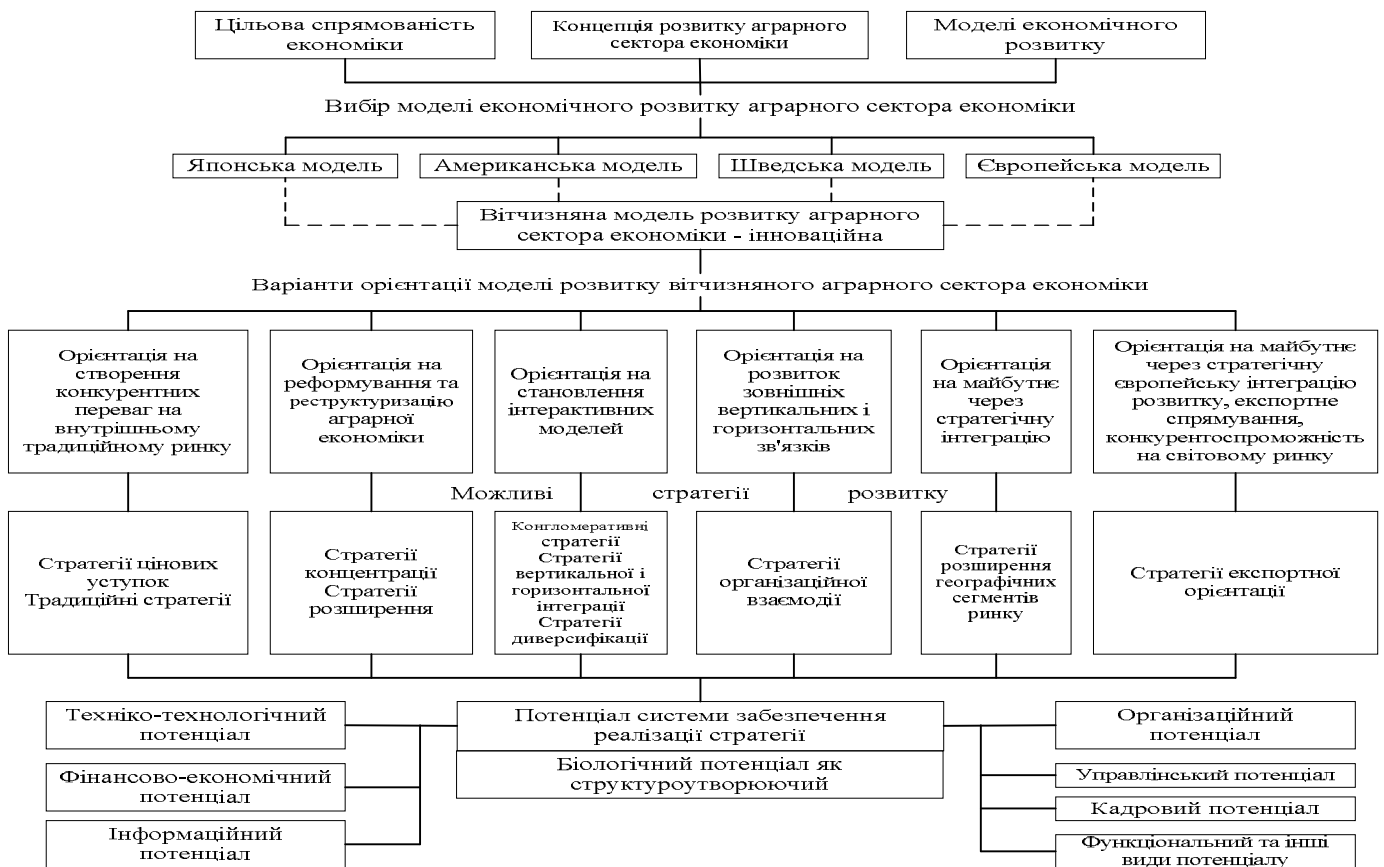 Цільова спрямованість
економіки
Концепція розвитку аграрного
сектора економіки
Моделі економічного
розвитку
Вибір моделі економічного розвитку аграрного сектора економіки
Японська модель
Американська модель
Шведська модель
Європейська модель
Вітчизняна модель розвитку аграрного
сектора економіки - інноваційна
Варіанти орієнтації моделі розвитку вітчизняного аграрного сектора економіки
Орієнтація на
створення
конкурентних
переваг на
внутрішньому
традиційному ринку
Орієнтація на
реформування та
реструктуризацію
аграрної
економіки
Орієнтація на
становлення
інтерактивних
моделей
Орієнтація на
розвиток
зовнішніх
вертикальних і
горизонтальних
зв'язків
Орієнтація
на майбутнє
через
стратегічну
інтеграцію
Орієнтація на майбутнє
через стратегічну
європейську інтеграцію
розвитку, експортне
спрямування,
конкурентоспроможність
на світовому ринку
Можливі стратегії розвитку
Стратегії цінових
уступок
Традиційні стратегії
Стратегії
концентрації
Стратегії
розширення
Конгломеративні
стратегії
Стратегії
вертикальної і
горизонтальної
інтеграції
Стратегії
диверсифікації
Стратегії
організаційної
взаємодії
Стратегії
розширення
географічних
сегментів
ринку
Стратегії експортної
орієнтації
Техніко-технологічний
потенціал
Фінансово-економічний
потенціал
Інформаційний
потенціал
Потенціал системи забезпечення
реалізації стратегії
Біологічний потенціал як
структуроутворюючий
Організаційний
потенціал
Управлінський потенціал
Кадровий потенціал
Функціональний та інші
види потенціалу